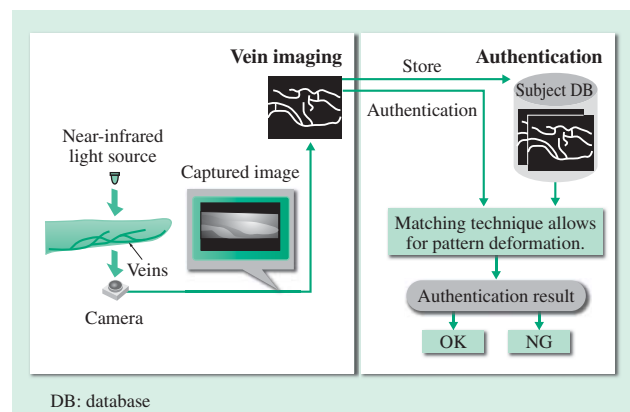 Vein imaging
Near-infrared
light source
Captured image
Veins
Camera
Authentication
Store
Subject DB
Authentication
Matching technique allows
for pattern deformation.
Authentication result
OK
NG
DB: database